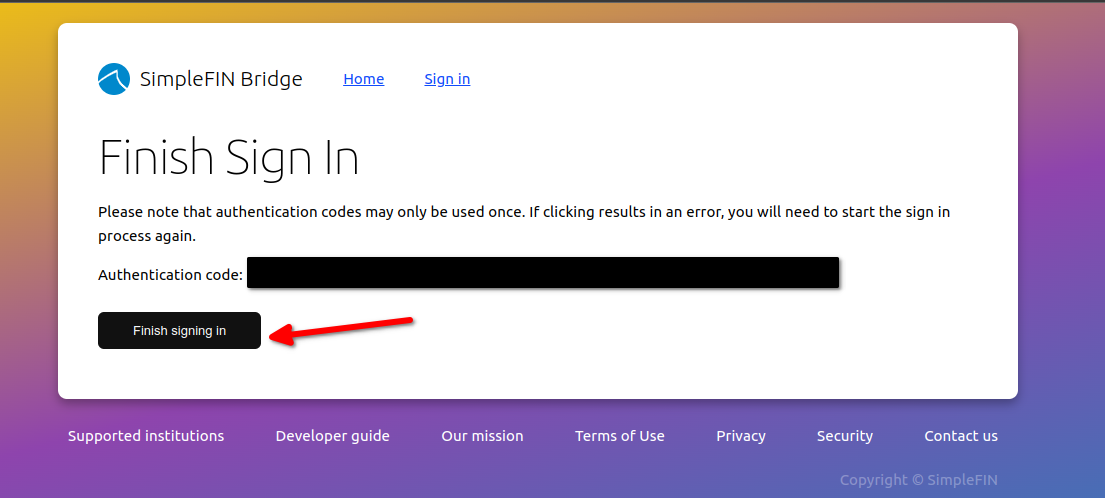 SimpleFIN Bridge Home Sign in
Finish Sign In
Please note that authentication codes may only be used once. If clicking results in an error, you will need to start the sign in
process again.
Authentication code:
Finish signing in
Supported institutions Developer guide Our mission Terms of Use Privacy Security Contact us
Copyright © SimpleFIN